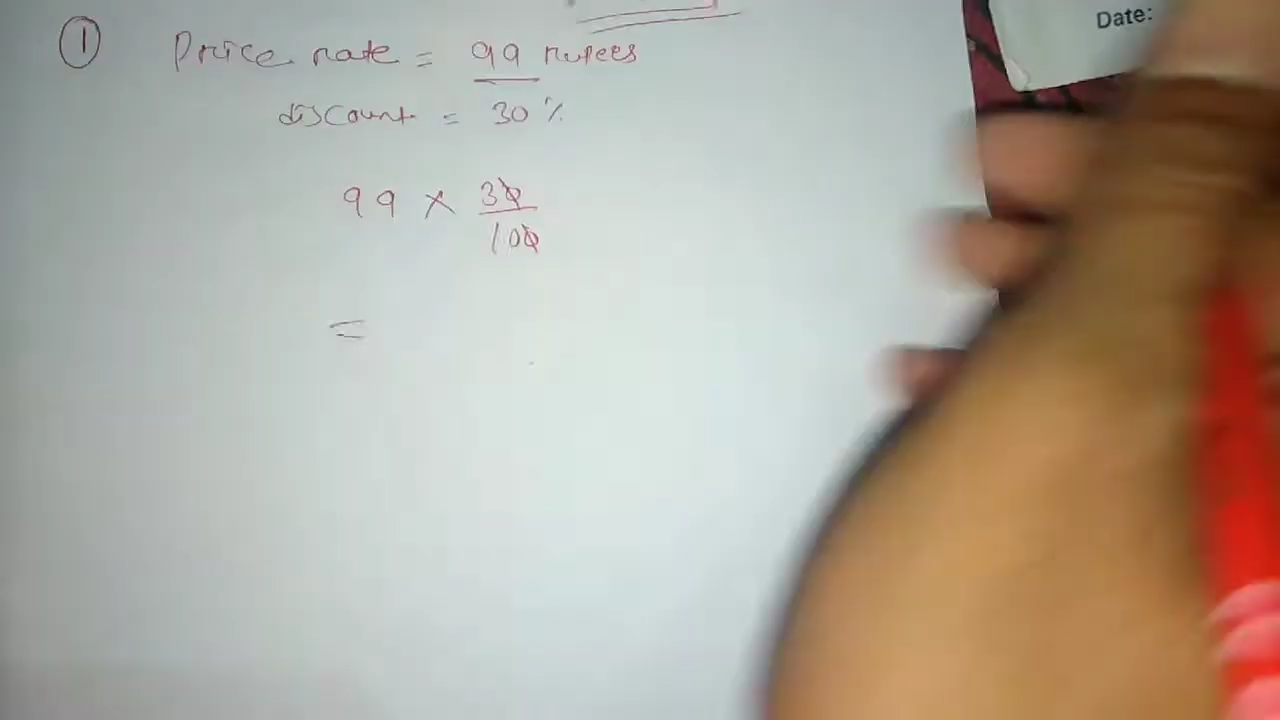 ① Price rate = 99 rupees
Date:
discount = 30%
99 × 30/100
=